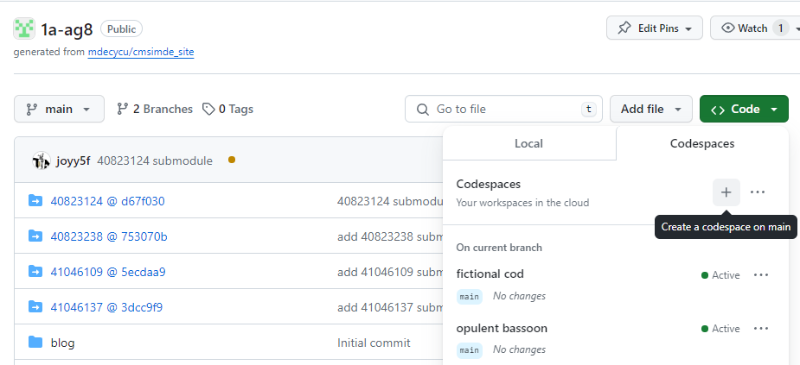 1a-ag8 Public
Edit Pins
Watch 1
generated from mdecycu/cmsimde_site
main
2 Branches
0 Tags
Go to file t
Add file
Code
Local
Codespaces
joyy5f 40823124 submodule
Codespaces
Your workspaces in the cloud
Create a codespace on main
40823124 @ d67f030 40823124 submodu
40823238 @ 753070b add 40823238 subm
41046109 @ 5ecdaa9 add 41046109 subm
41046137 @ 3dcc9f9 add 41046137 subm
blog Initial commit
On current branch
fictional cod Active
main No changes
opulent bassoon Active
main No changes